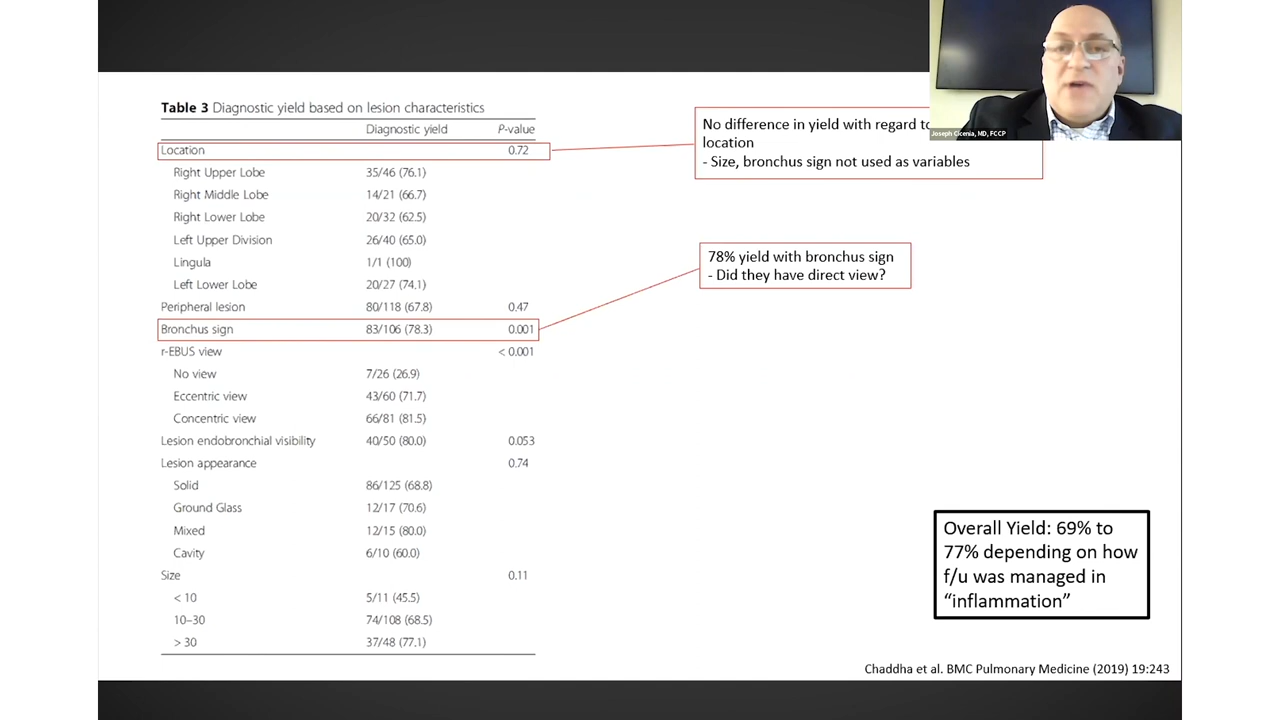 Table 3 Diagnostic yield based on lesion characteristics
Diagnostic yield P-value
Location 0.72
Right Upper Lobe 35/46 (76.1)
Right Middle Lobe 14/21 (66.7)
Right Lower Lobe 20/32 (62.5)
Left Upper Division 26/40 (65.0)
Lingula 1/1 (100)
Left Lower Lobe 20/27 (74.1)
Peripheral lesion 80/118 (67.8) 0.47
Bronchus sign 83/106 (78.3) 0.001
r-EBUS view < 0.001
No view 7/26 (26.9)
Eccentric view 43/60 (71.7)
Concentric view 66/81 (81.5)
Lesion endobronchial visibility 40/50 (80.0) 0.053
Lesion appearance 0.74
Solid 86/125 (68.8)
Ground Glass 12/17 (70.6)
Mixed 12/15 (80.0)
Cavity 6/10 (60.0)
Size 0.11
< 10 5/11 (45.5)
10–30 74/108 (68.5)
> 30 37/48 (77.1)
No difference in yield with regard to
location
- Size, bronchus sign not used as variables
78% yield with bronchus sign
- Did they have direct view?
Overall Yield: 69% to
77% depending on how
f/u was managed in
“inflammation”
Chaddha et al. BMC Pulmonary Medicine (2019) 19:243
Joseph Cicenia, MD, FCCP